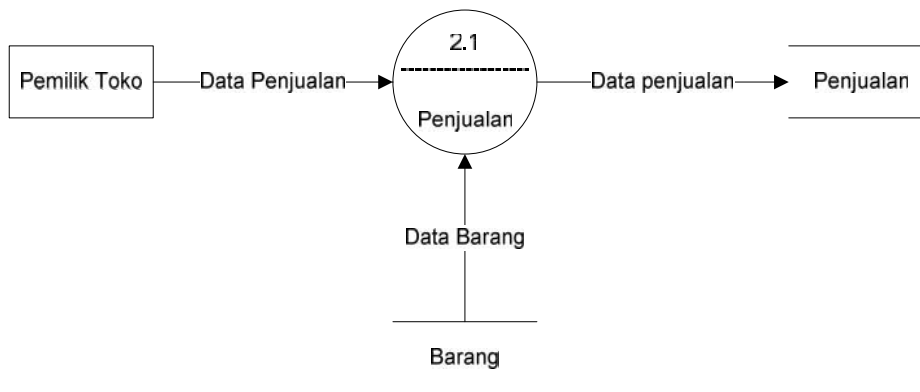 2.1
Pemilik Toko
Data Penjualan
Data penjualan
Penjualan
Penjualan
Data Barang
Barang